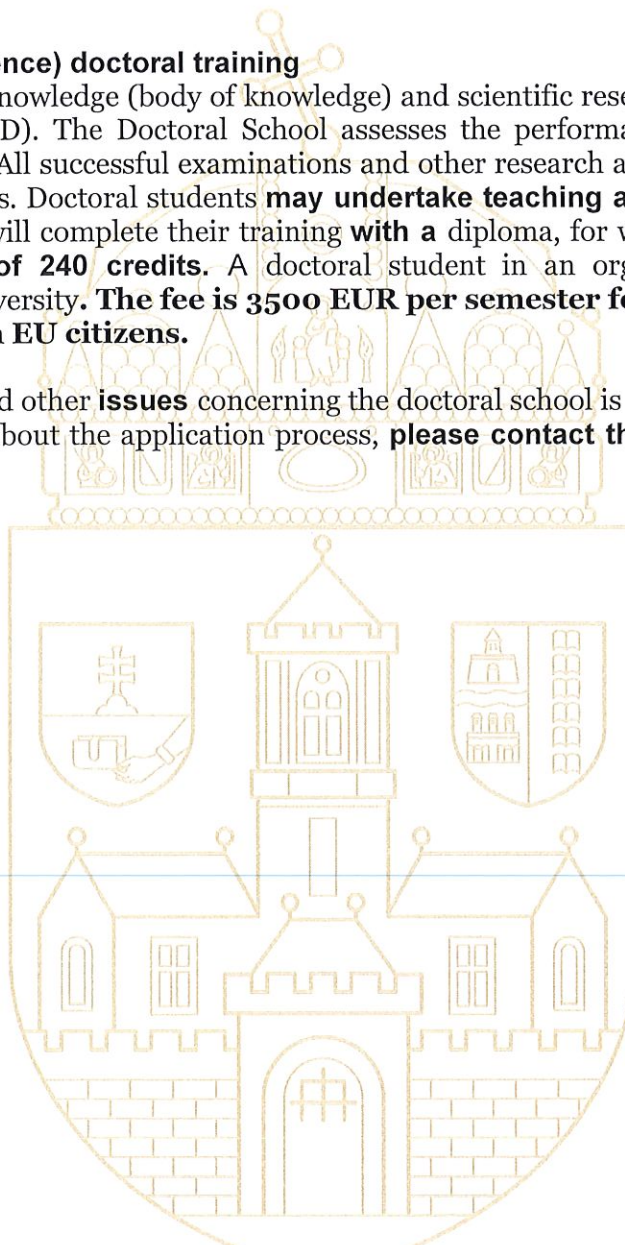 ence) doctoral training
nowledge (body of knowledge) and scientific rese
D). The Doctoral School assesses the performa
All successful examinations and other research a
s. Doctoral students may undertake teaching a
vill complete their training with a diploma, for w
of 240 credits. A doctoral student in an org
versity. The fee is 3500 EUR per semester fo
n EU citizens.
d other issues concerning the doctoral school is
bout the application process, please contact th